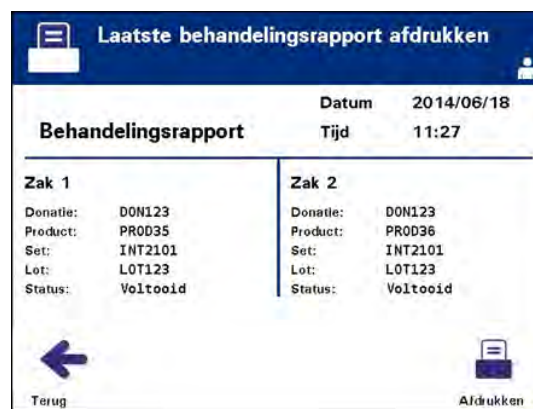 Laatste behandelingsrapport afdrukken
Behandelingsrapport
Datum 2014/06/18
Tijd 11:27
Zak 1
Donatie: DON123
Product: PROD35
Set: INT2101
Lot: LOT123
Status: Voltooid
Zak 2
Donatie: DON123
Product: PROD36
Set: INT2101
Lot: LOT123
Status: Voltooid
Terug
Afdrukken